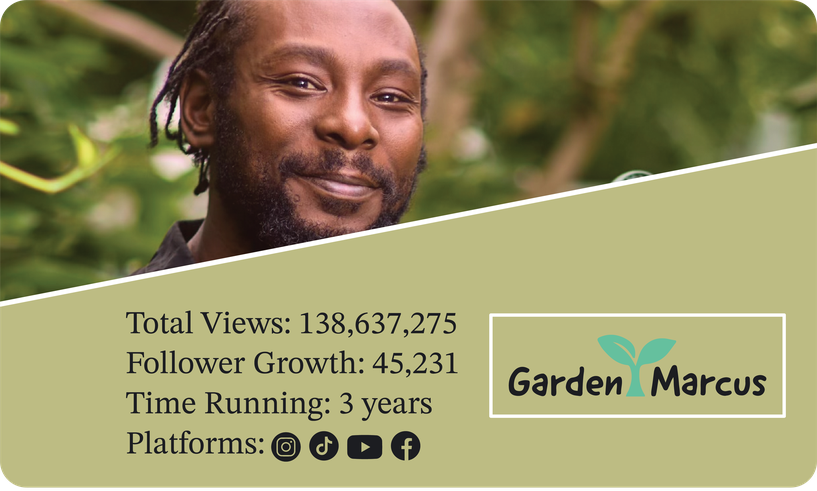 Total Views: 138,637,275
Follower Growth: 45,231
Time Running: 3 years
Platforms:
Garden Marcus